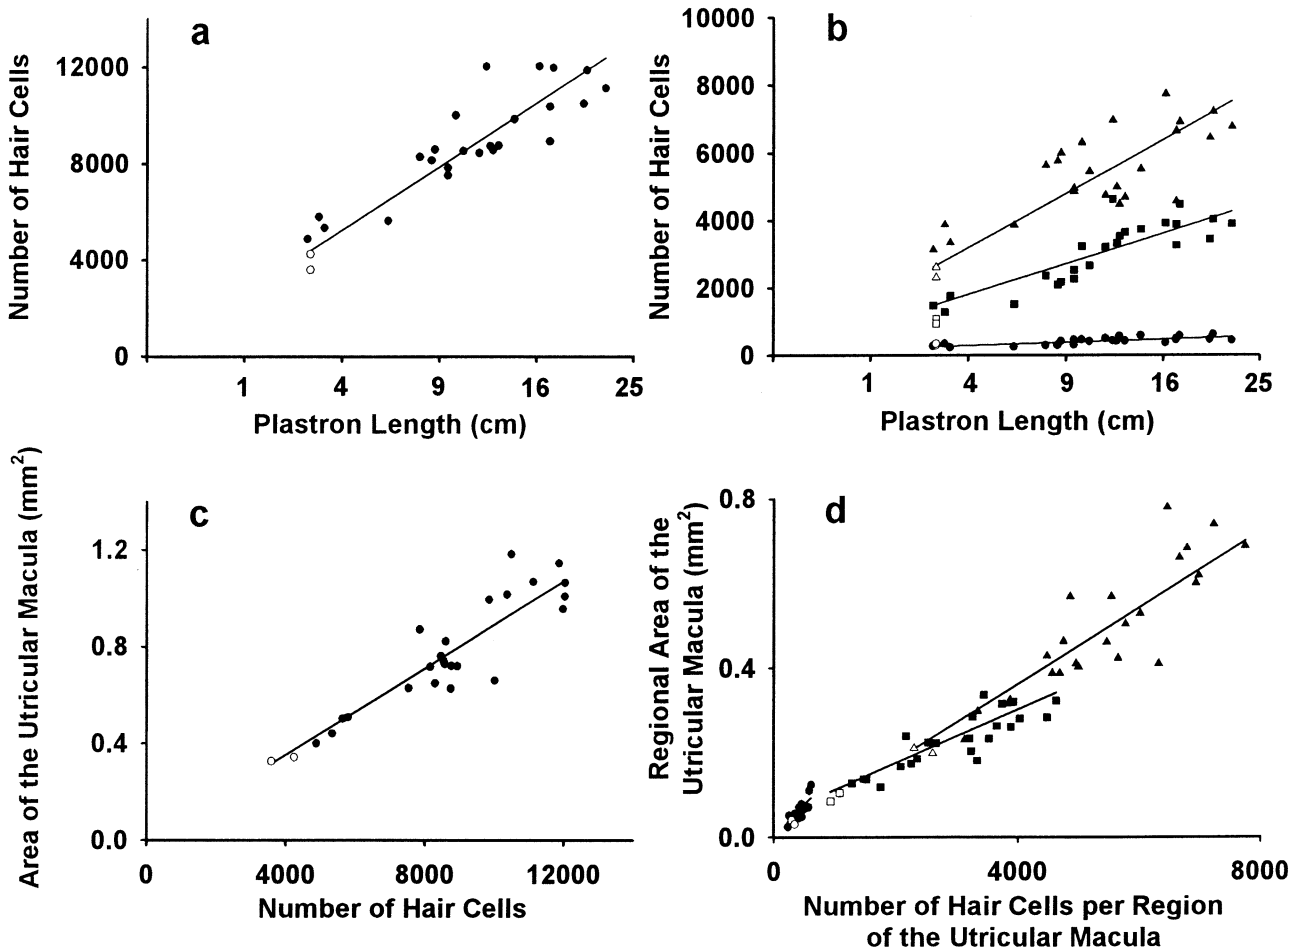 a
Number of Hair Cells
12000
8000
4000
0
1 4 9 16 25
Plastron Length (cm)
b
Number of Hair Cells
10000
8000
6000
4000
2000
0
1 4 9 16 25
Plastron Length (cm)
c
Area of the Utricular Macula (mm²)
1.2
0.8
0.4
0.0
0 4000 8000 12000
Number of Hair Cells
d
Regional Area of the
Utricular Macula (mm²)
0.8
0.4
0.0
0 4000 8000
Number of Hair Cells per Region
of the Utricular Macula